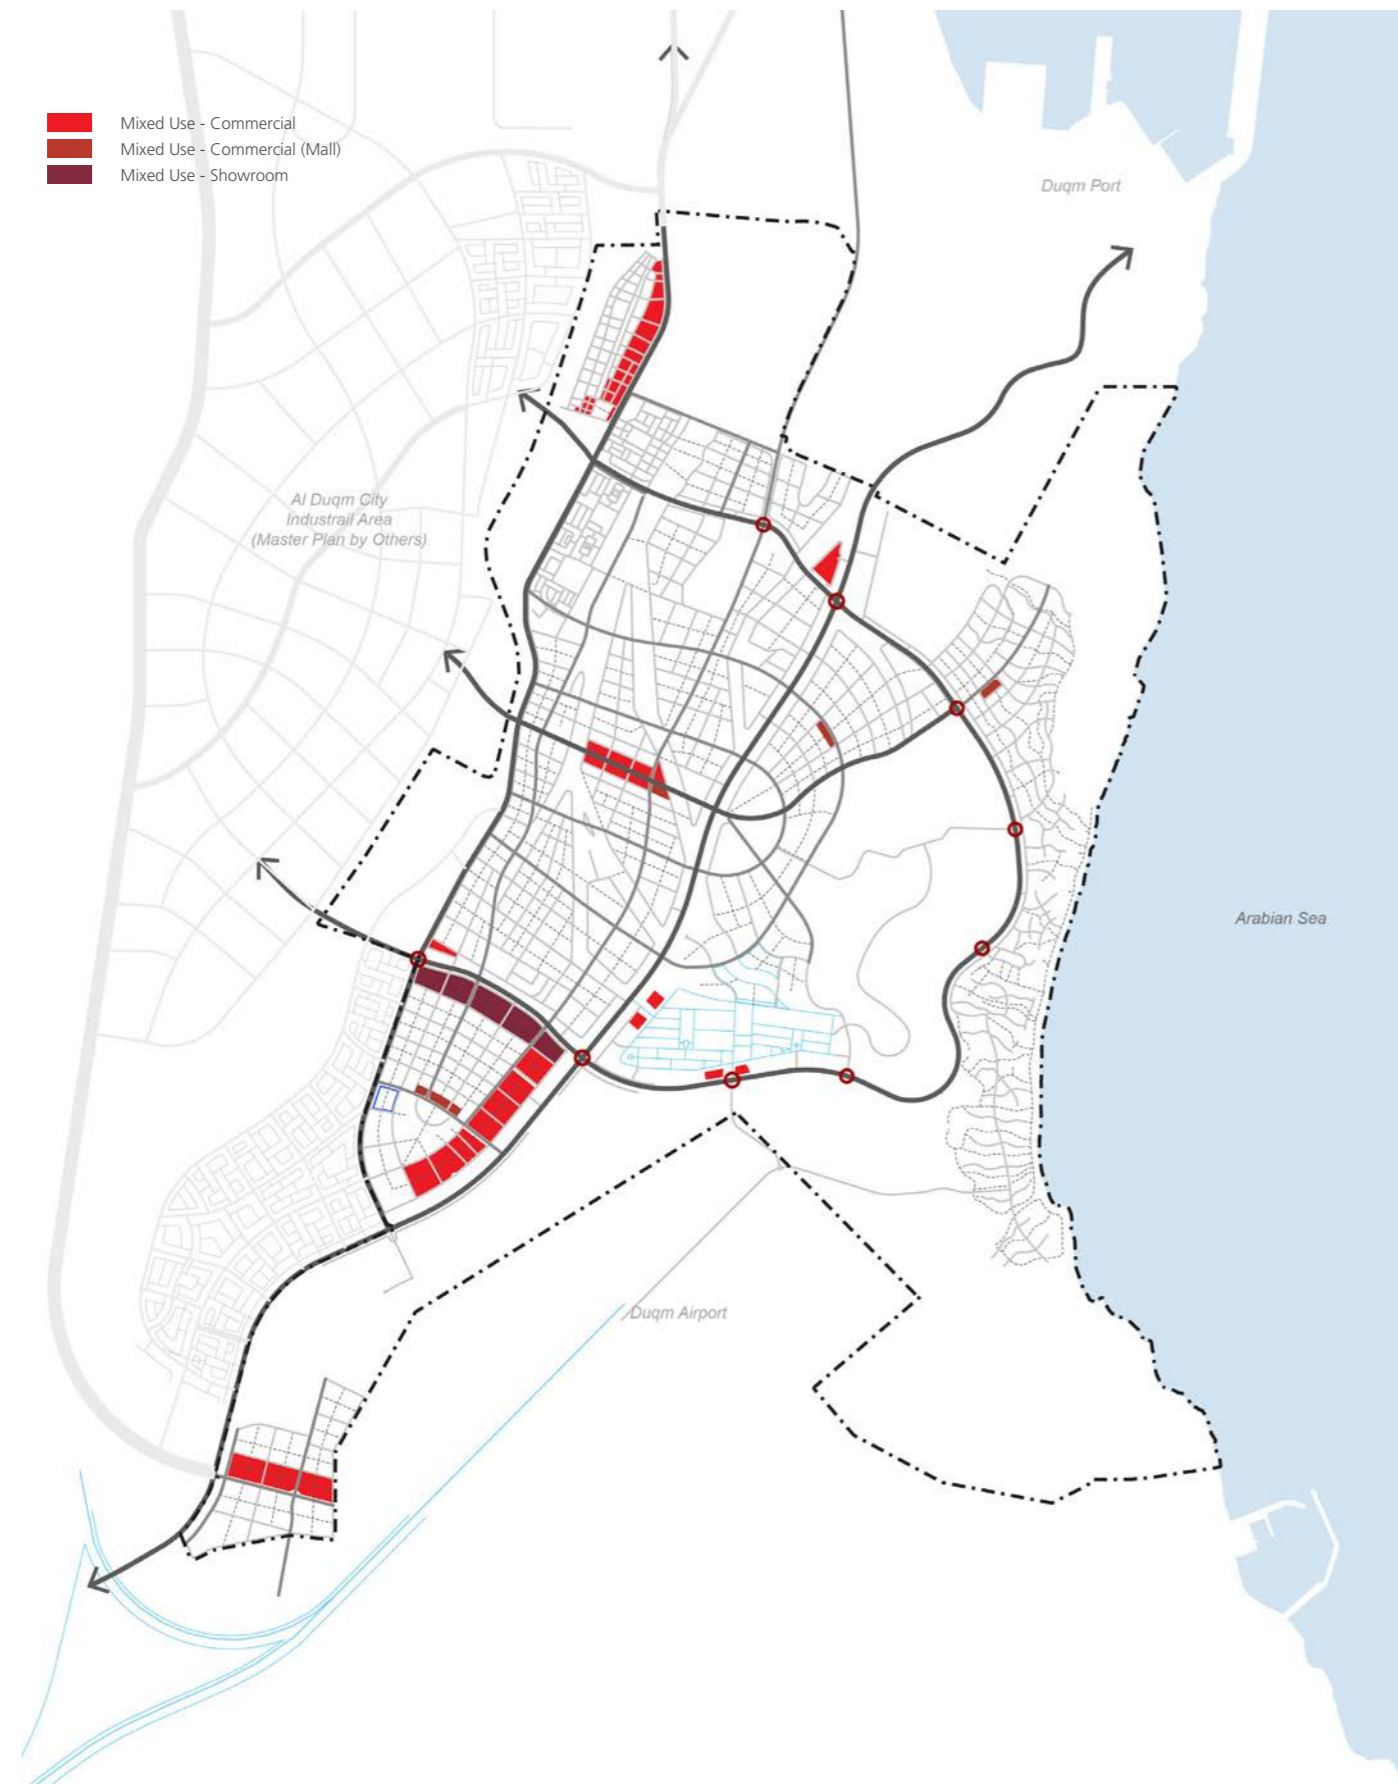 Mixed Use - Commercial
Mixed Use - Commercial (Mall)
Mixed Use - Showroom
Duqm Port
Al Duqm City
Industrail Area
(Master Plan by Others)
Arabian Sea
Duqm Airport